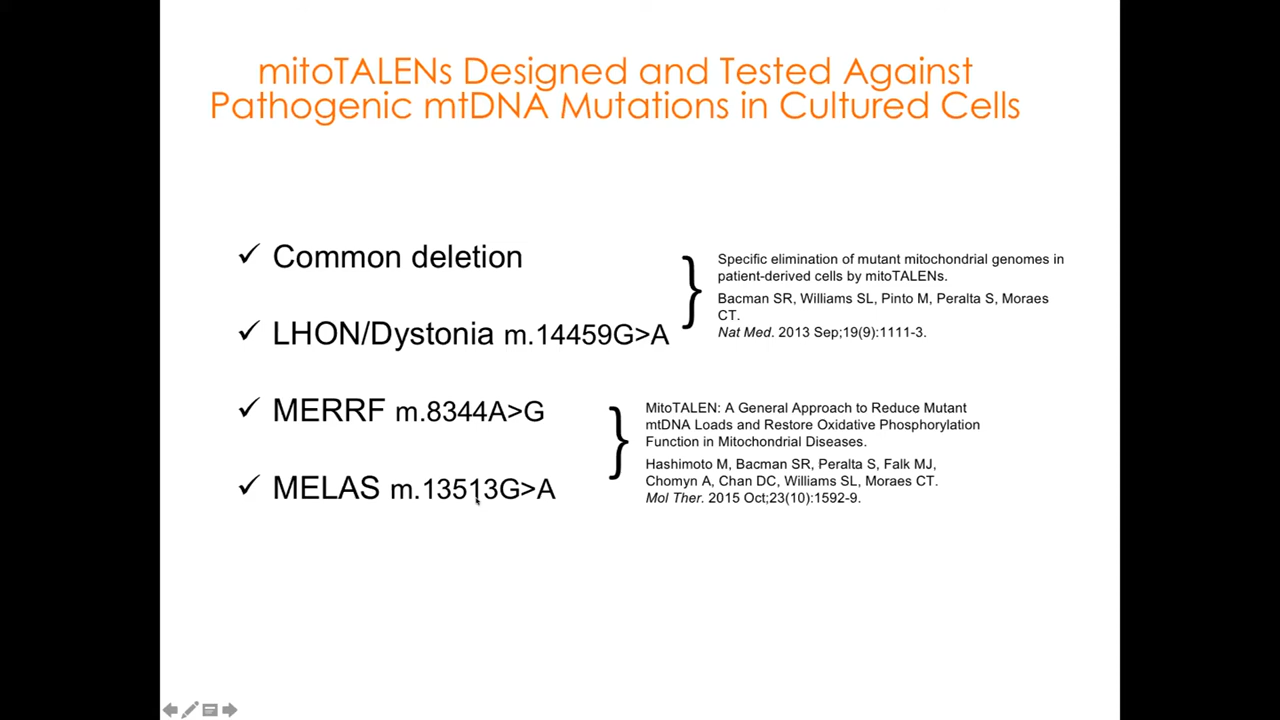 mitoTALENs Designed and Tested Against
Pathogenic mtDNA Mutations in Cultured Cells
✓ Common deletion
✓ LHON/Dystonia m.14459G>A
}
Specific elimination of mutant mitochondrial genomes in
patient-derived cells by mitoTALENs.
Bacman SR, Williams SL, Pinto M, Peralta S, Moraes
CT.
Nat Med. 2013 Sep;19(9):1111-3.
✓ MERRF m.8344A>G
✓ MELAS m.13513G>A
}
MitoTALEN: A General Approach to Reduce Mutant
mtDNA Loads and Restore Oxidative Phosphorylation
Function in Mitochondrial Diseases.
Hashimoto M, Bacman SR, Peralta S, Falk MJ,
Chomyn A, Chan DC, Williams SL, Moraes CT.
Mol Ther. 2015 Oct;23(10):1592-9.